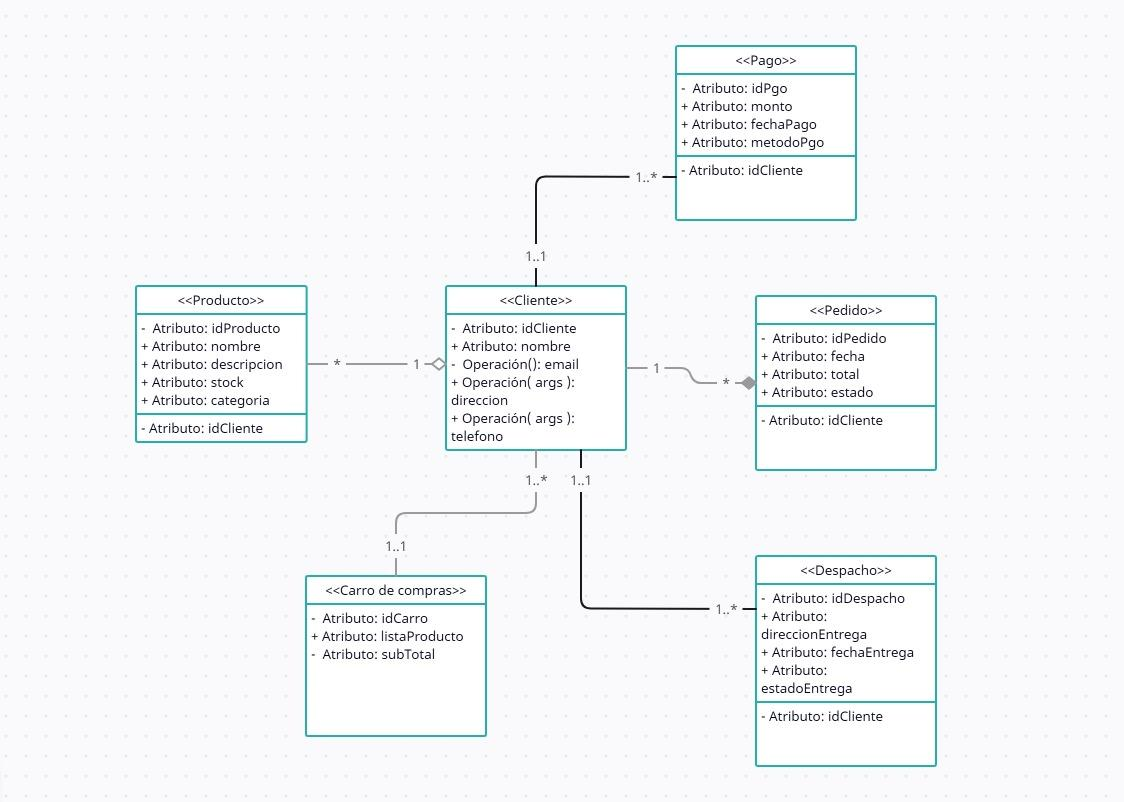 <<Pago>>
- Atributo: idPgo
+ Atributo: monto
+ Atributo: fechaPago
+ Atributo: metodoPgo
- Atributo: idCliente
1..*
1..1
<<Producto>>
- Atributo: idProducto
+ Atributo: nombre
+ Atributo: descripcion
+ Atributo: stock
+ Atributo: categoria
- Atributo: idCliente
*
1
<<Cliente>>
- Atributo: idCliente
+ Atributo: nombre
- Operación(): email
+ Operación( args ):
direccion
+ Operación( args ):
telefono
1
*
<<Pedido>>
- Atributo: idPedido
+ Atributo: fecha
+ Atributo: total
+ Atributo: estado
- Atributo: idCliente
1..*
1..1
1..1
1..*
<<Carro de compras>>
- Atributo: idCarro
+ Atributo: listaProducto
- Atributo: subTotal
<<Despacho>>
- Atributo: idDespacho
+ Atributo:
direccionEntrega
+ Atributo: fechaEntrega
+ Atributo:
estadoEntrega
- Atributo: idCliente